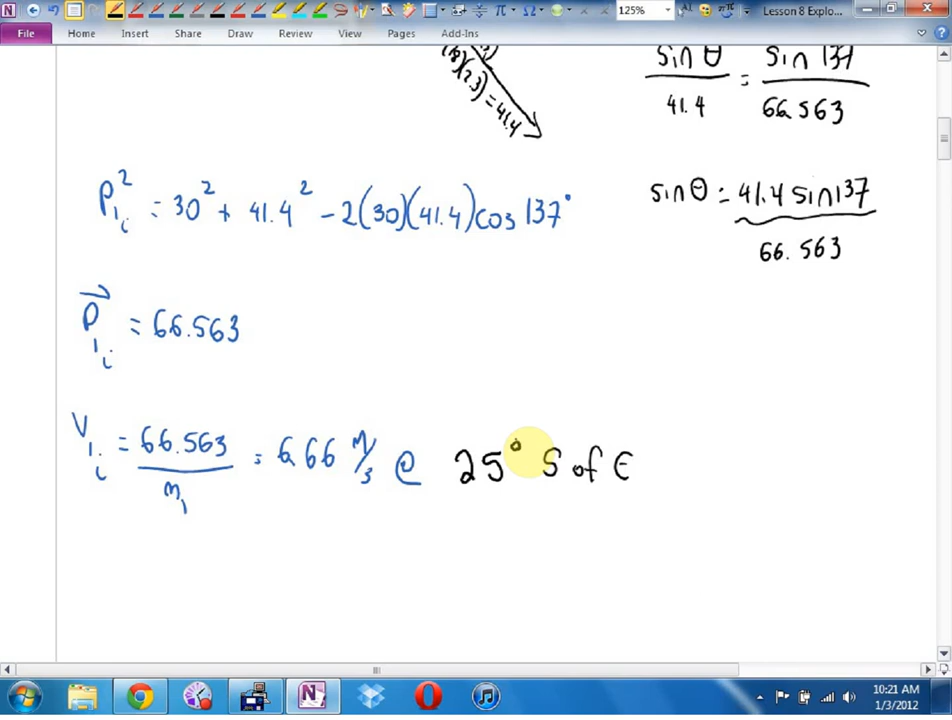 125%
Lesson 8 Explo...
File Home Insert Share Draw Review View Pages Add-Ins
(18)(2.3) = 41.4
sin θ / 41.4 = sin 137 / 66.563
P₁ᵢ² = 30² + 41.4² - 2(30)(41.4)cos 137°
sin θ = 41.4 sin 137 / 66.563
P₁ᵢ = 66.563
V₁ᵢ = 66.563 / m₁ = 6.66 m/s @ 25° S of E
10:21 AM
1/3/2012